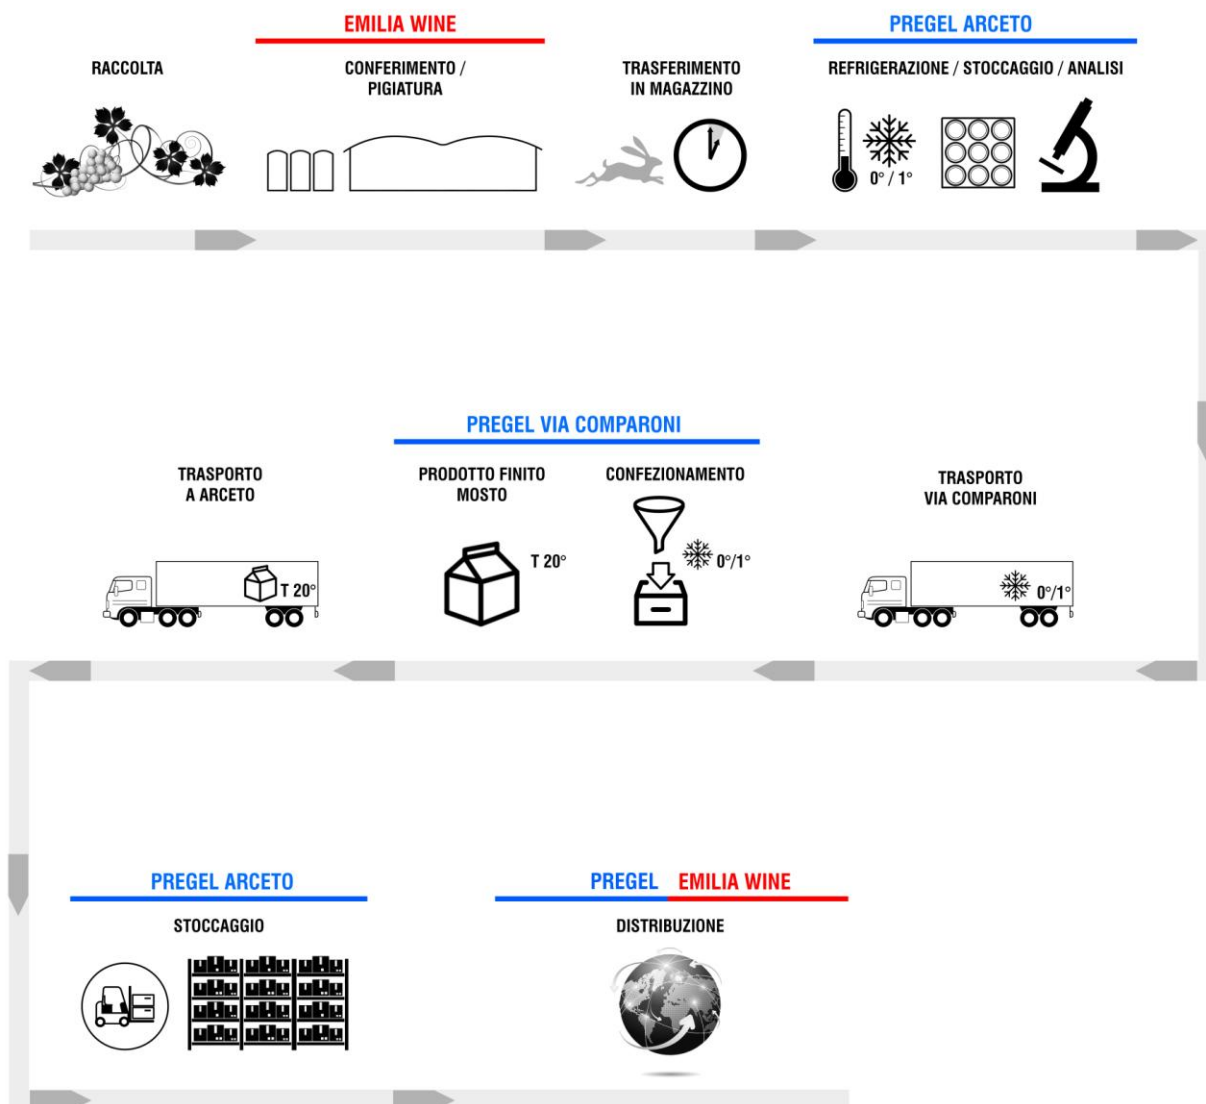 EMILIA WINE
PREGEL ARCETO
RACCOLTA
CONFERIMENTO /
PIGIATURA
TRASFERIMENTO
IN MAGAZZINO
REFRIGERAZIONE / STOCCAGGIO / ANALISI
0° / 1°
PREGEL VIA COMPARONI
TRASPORTO
A ARCETO
PRODOTTO FINITO
MOSTO
CONFEZIONAMENTO
TRASPORTO
VIA COMPARONI
T 20°
T 20°
0°/1°
0°/1°
PREGEL ARCETO
PREGEL EMILIA WINE
STOCCAGGIO
DISTRIBUZIONE